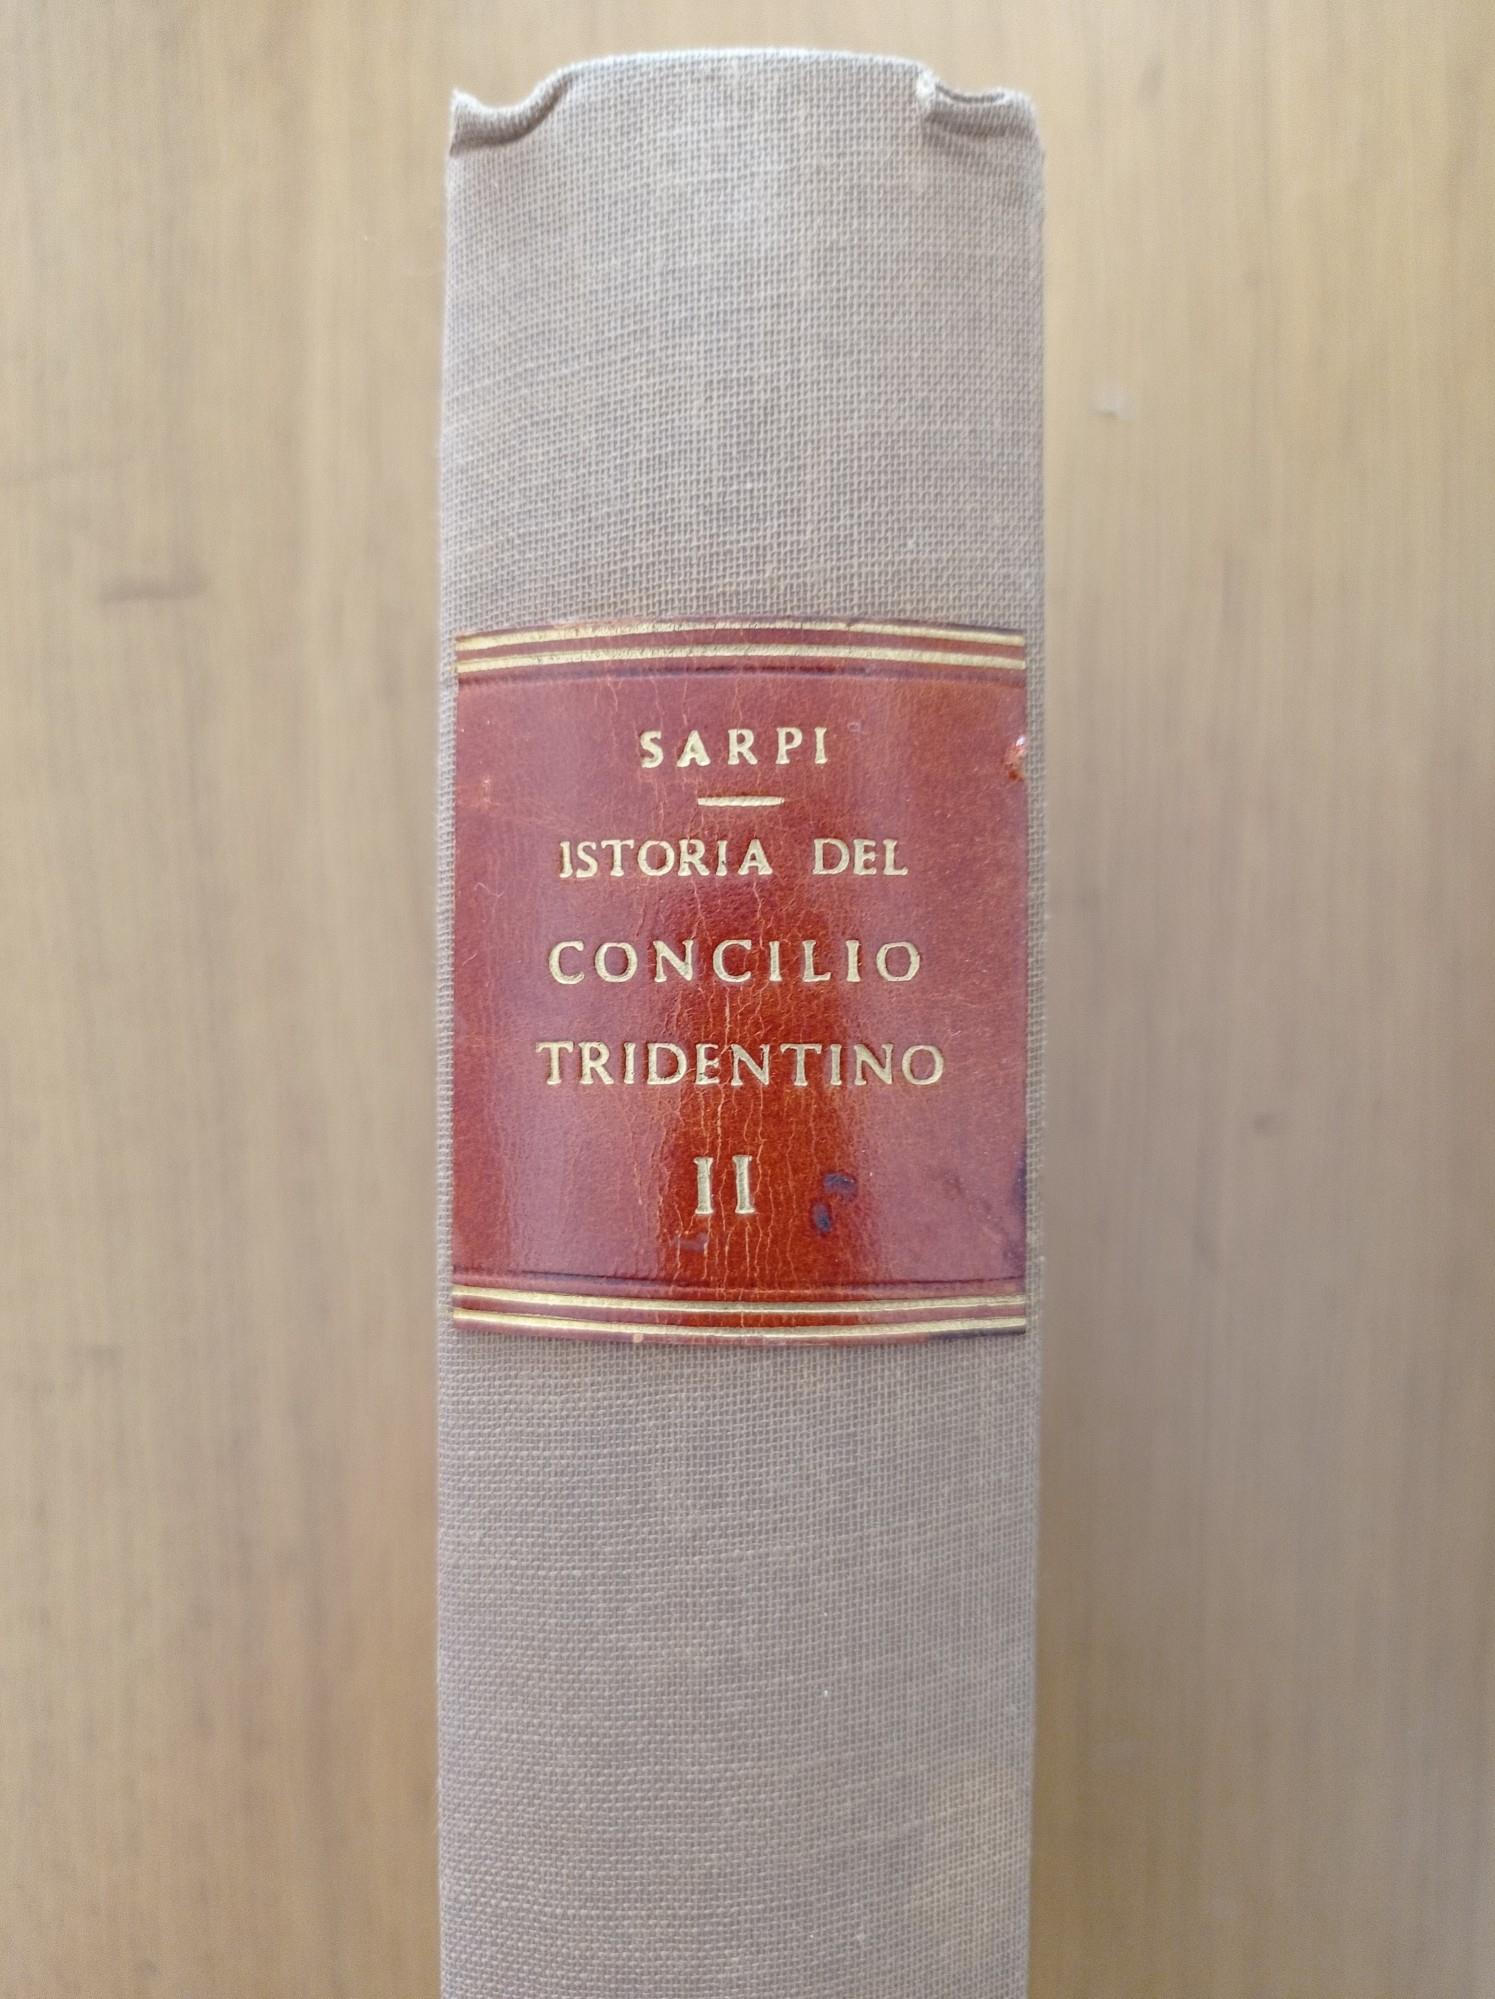 SARPI
ISTORIA DEL
CONCILIO
TRIDENTINO
II